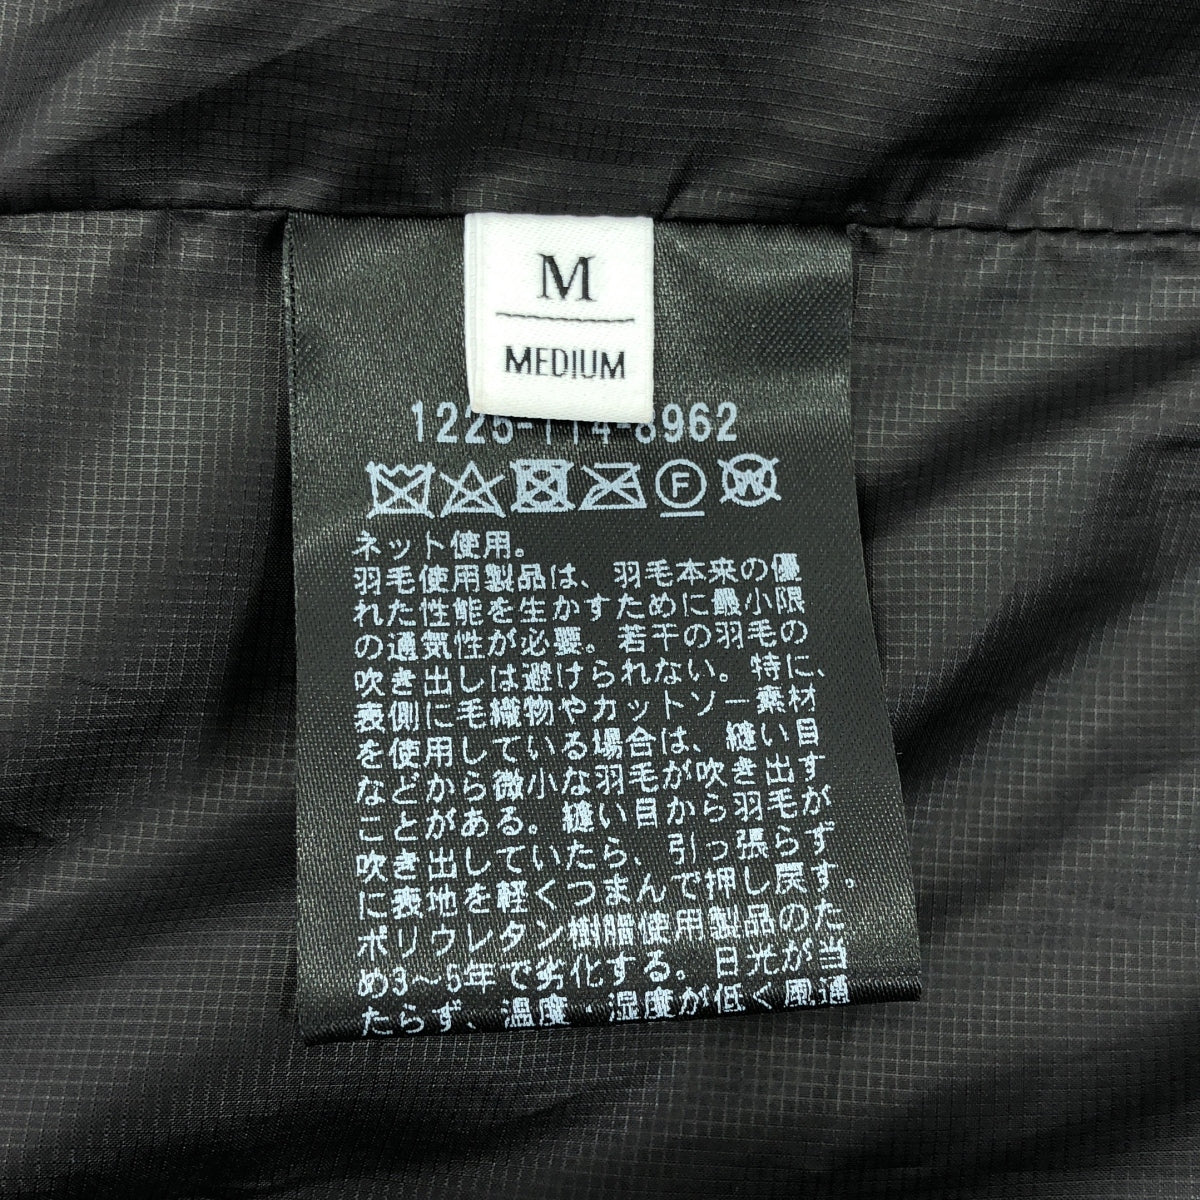 M
MEDIUM
1225-114-8962
F W
ネット使用。
羽毛使用製品は、羽毛本来の優
れた性能を生かすために最小限
の通気性が必要。若干の羽毛の
吹き出しは避けられない。特に、
表側に毛織物やカットソー素材
を使用している場合は、縫い目
などから微小な羽毛が吹き出す
ことがある。縫い目から羽毛が
吹き出していたら、引っ張らず
に表地を軽くつまんで押し戻す。
ポリウレタン樹脂使用製品のた
め3〜5年で劣化する。日光が当
たらず、温度・湿度が低く風通